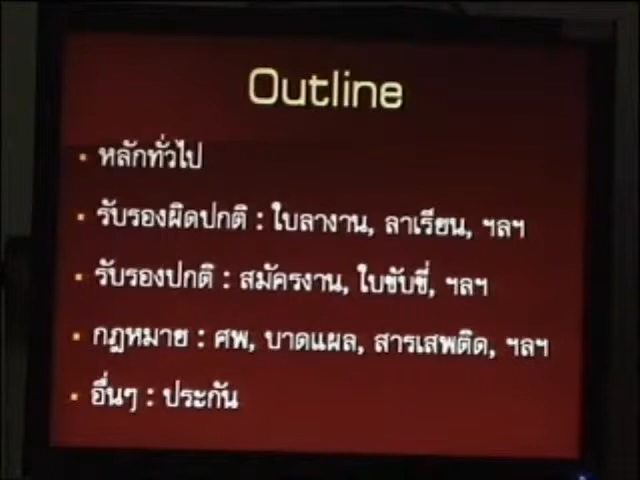 Outline
หลักทั่วไป
รับรองผิดปกติ : ใบลางาน, ลาเรียน, ฯลฯ
รับรองปกติ : สมัครงาน, ใบขับขี่, ฯลฯ
กฎหมาย : ศพ, บาดแผล, สารเสพติด, ฯลฯ
อื่นๆ : ประกัน